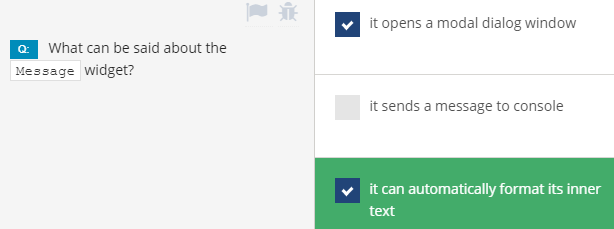 Q: What can be said about the
Message widget?
it opens a modal dialog window
it sends a message to console
it can automatically format its inner
text